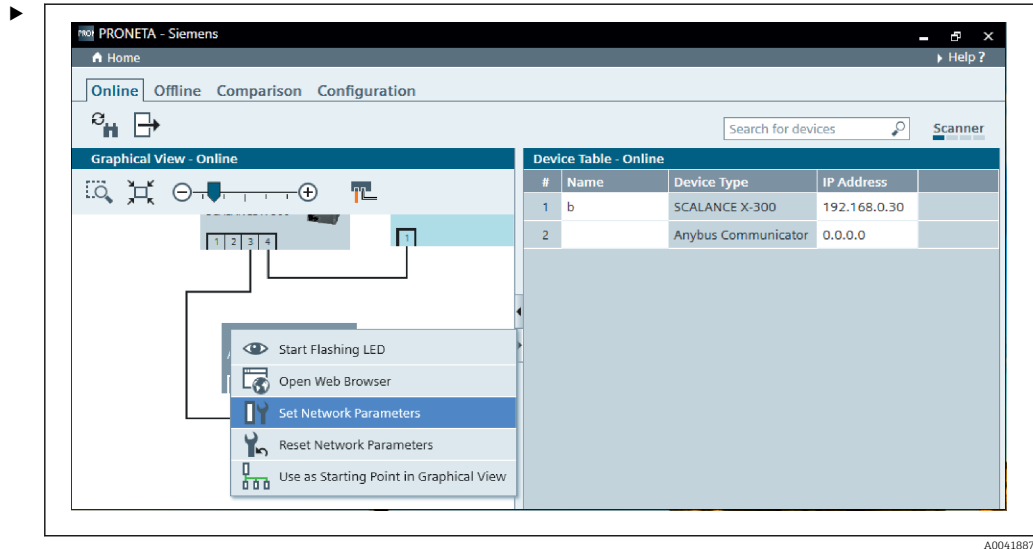 PRONETA - Siemens
Home
Help ?
Online Offline Comparison Configuration
Search for devices
Scanner
Graphical View - Online
Device Table - Online
# Name Device Type IP Address
1 b SCALANCE X-300 192.168.0.30
2 Anybus Communicator 0.0.0.0
1 2 3 4
1
Start Flashing LED
Open Web Browser
Set Network Parameters
Reset Network Parameters
Use as Starting Point in Graphical View
A0041887